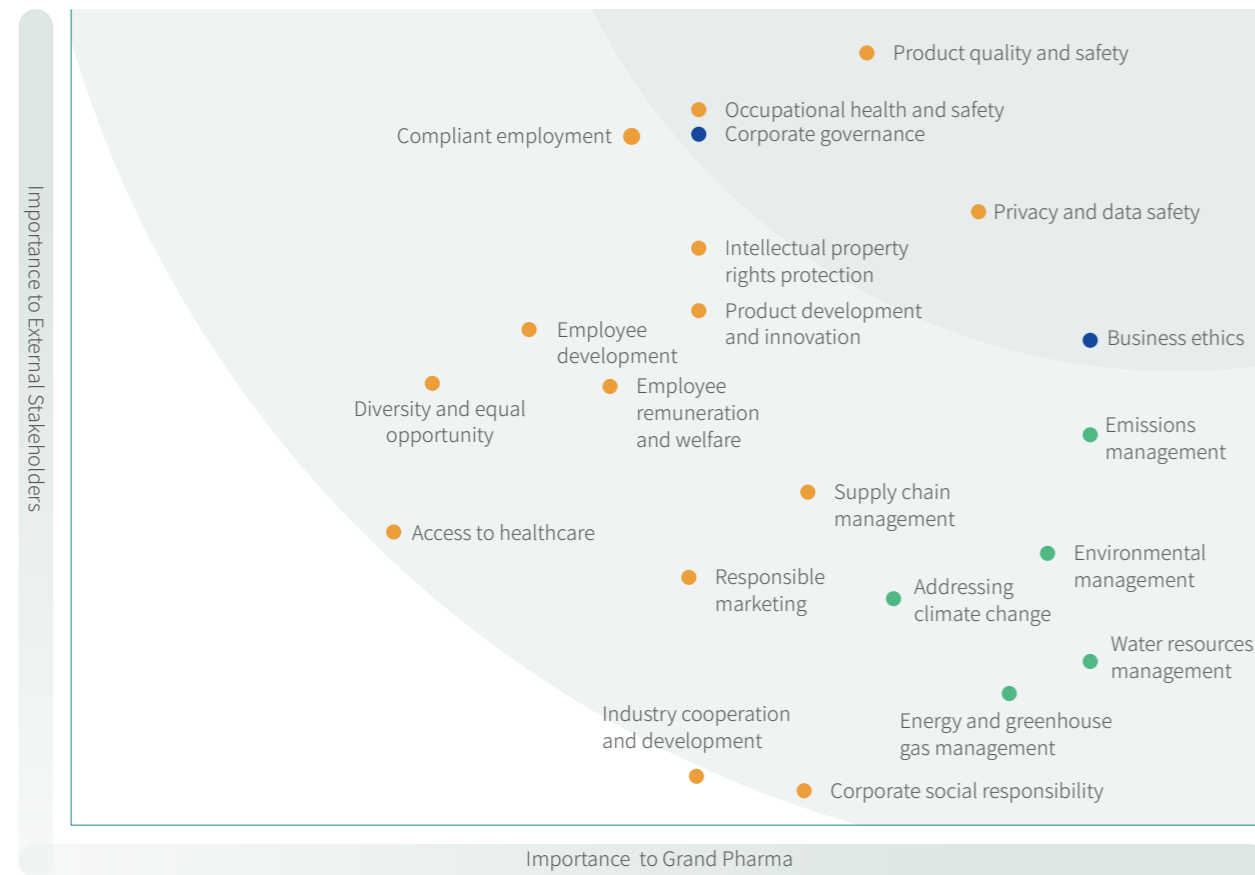 Product quality and safety
Occupational health and safety
Compliant employment
Corporate governance
Privacy and data safety
Importance to External Stakeholders
Intellectual property
rights protection
Product development
and innovation
Employee
development
Business ethics
Diversity and equal
opportunity
Employee
remuneration
and welfare
Emissions
management
Supply chain
management
Access to healthcare
Environmental
management
Responsible
marketing
Addressing
climate change
Water resources
management
Industry cooperation
and development
Energy and greenhouse
gas management
Corporate social responsibility
Importance to Grand Pharma